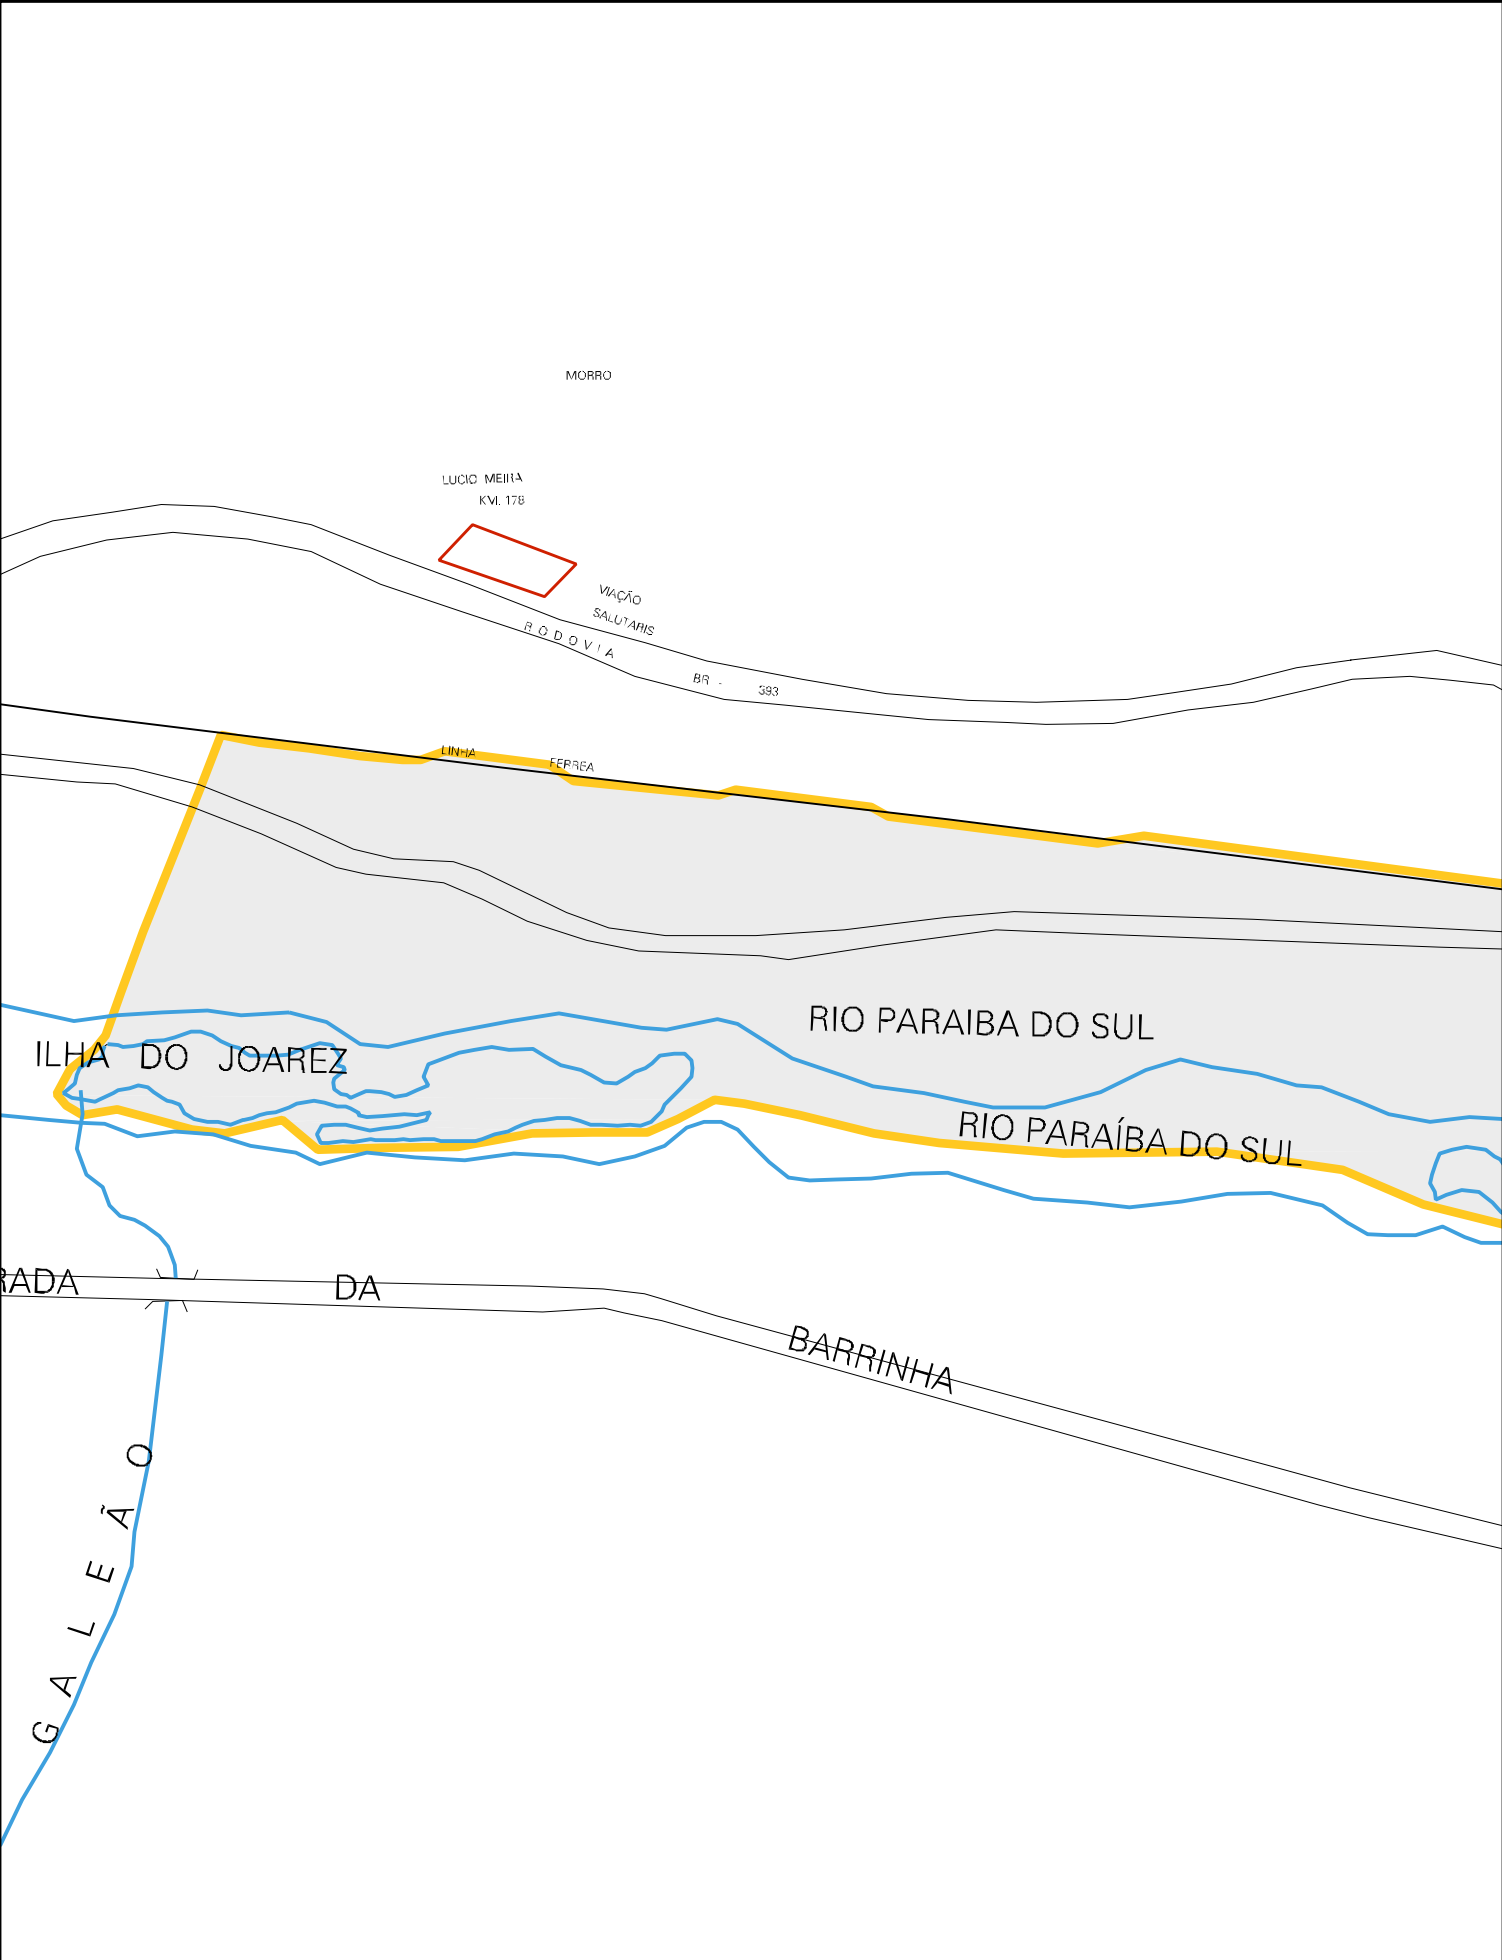 MORRO
LUCIO MEIRA
KM. 178
VIAÇÃO
SALUTARIS
RODOVIA
BR - 393
LINHA FERREA
RIO PARAIBA DO SUL
ILHA DO JOAREZ
RIO PARAÍBA DO SUL
RADA DA BARRINHA
GALEÃO